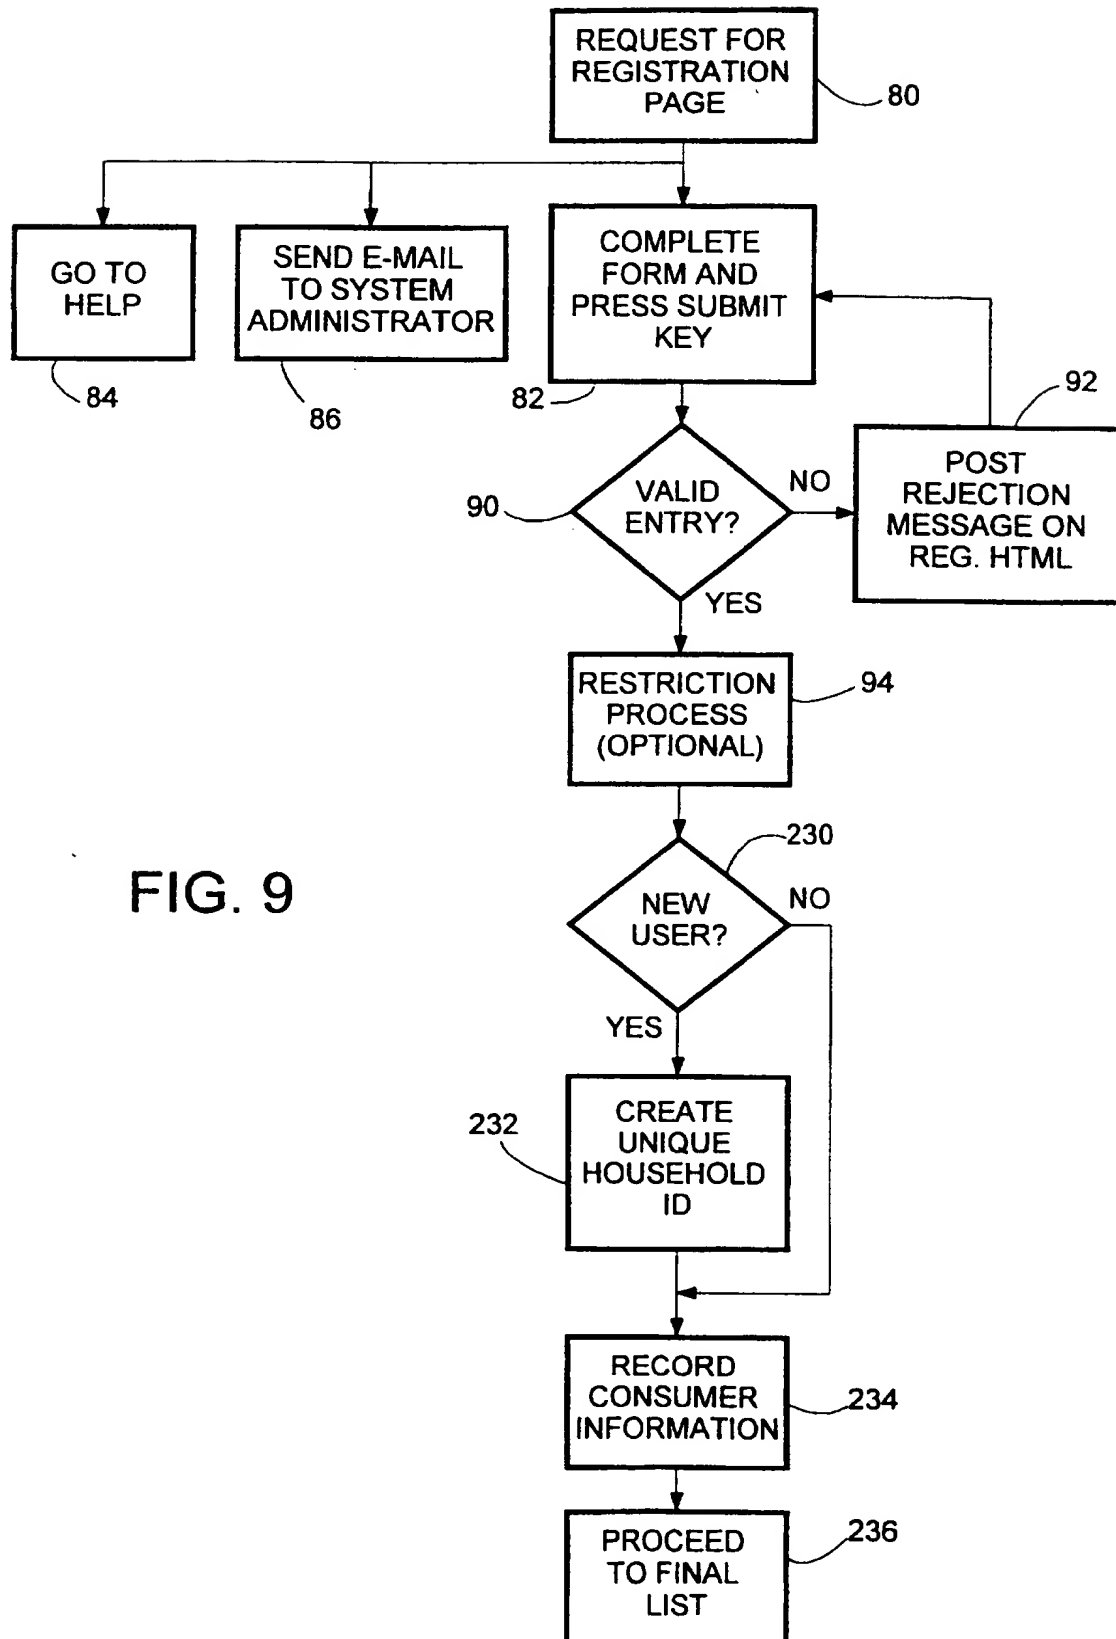 REQUEST FOR
REGISTRATION
PAGE
80
GO TO
HELP
84
SEND E-MAIL
TO SYSTEM
ADMINISTRATOR
86
COMPLETE
FORM AND
PRESS SUBMIT
KEY
82
92
POST
REJECTION
MESSAGE ON
REG. HTML
90
VALID
ENTRY?
NO
YES
RESTRICTION
PROCESS
(OPTIONAL)
94
230
NEW
USER?
NO
YES
FIG. 9
232
CREATE
UNIQUE
HOUSEHOLD
ID
RECORD
CONSUMER
INFORMATION
234
PROCEED
TO FINAL
LIST
236